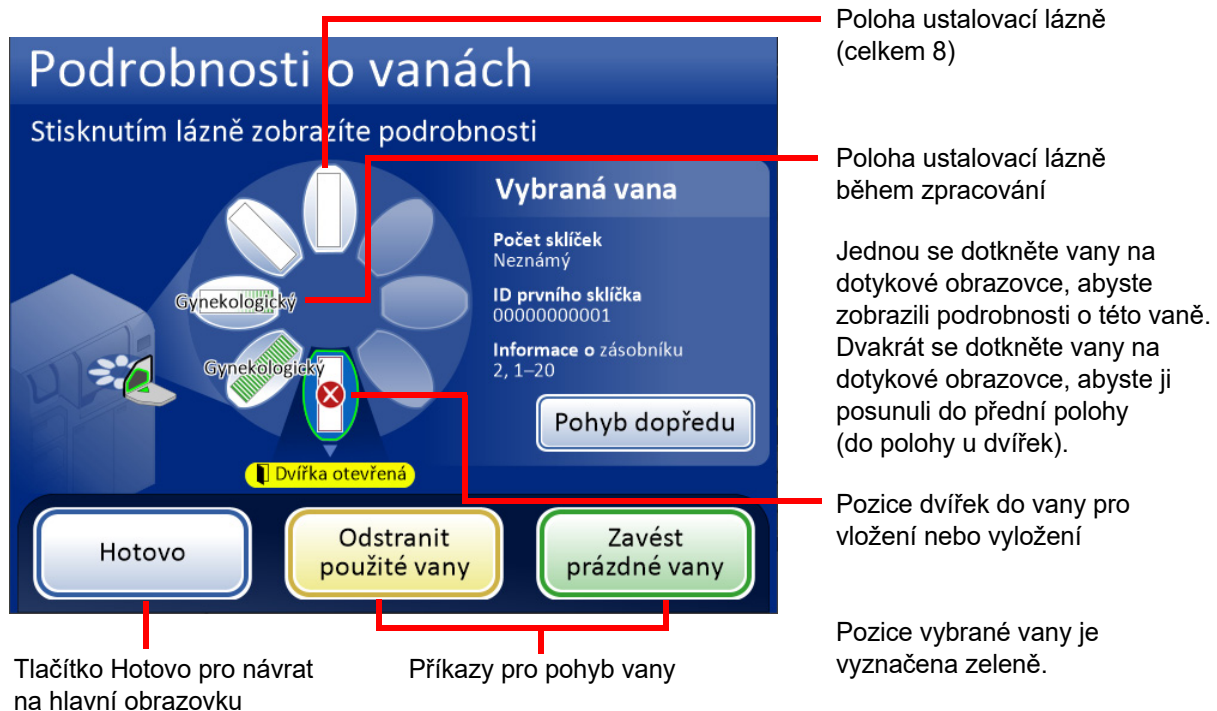 Podrobnosti o vanách
Stisknutím lázně zobrazíte podrobnosti
Gynekologický
Gynekologický
Dvířka otevřená
Vybraná vana
Počet sklíček
Neznámý
ID prvního sklíčka
00000000001
Informace o zásobníku
2, 1–20
Pohyb dopředu
Hotovo
Odstranit
použité vany
Zavést
prázdné vany
Poloha ustalovací lázně
(celkem 8)
Poloha ustalovací lázně
během zpracování
Jednou se dotkněte vany na
dotykové obrazovce, abyste
zobrazili podrobnosti o této vaně.
Dvakrát se dotkněte vany na
dotykové obrazovce, abyste ji
posunuli do přední polohy
(do polohy u dvířek).
Pozice dvířek do vany pro
vložení nebo vyložení
Pozice vybrané vany je
vyznačena zeleně.
Tlačítko Hotovo pro návrat
na hlavní obrazovku
Příkazy pro pohyb vany